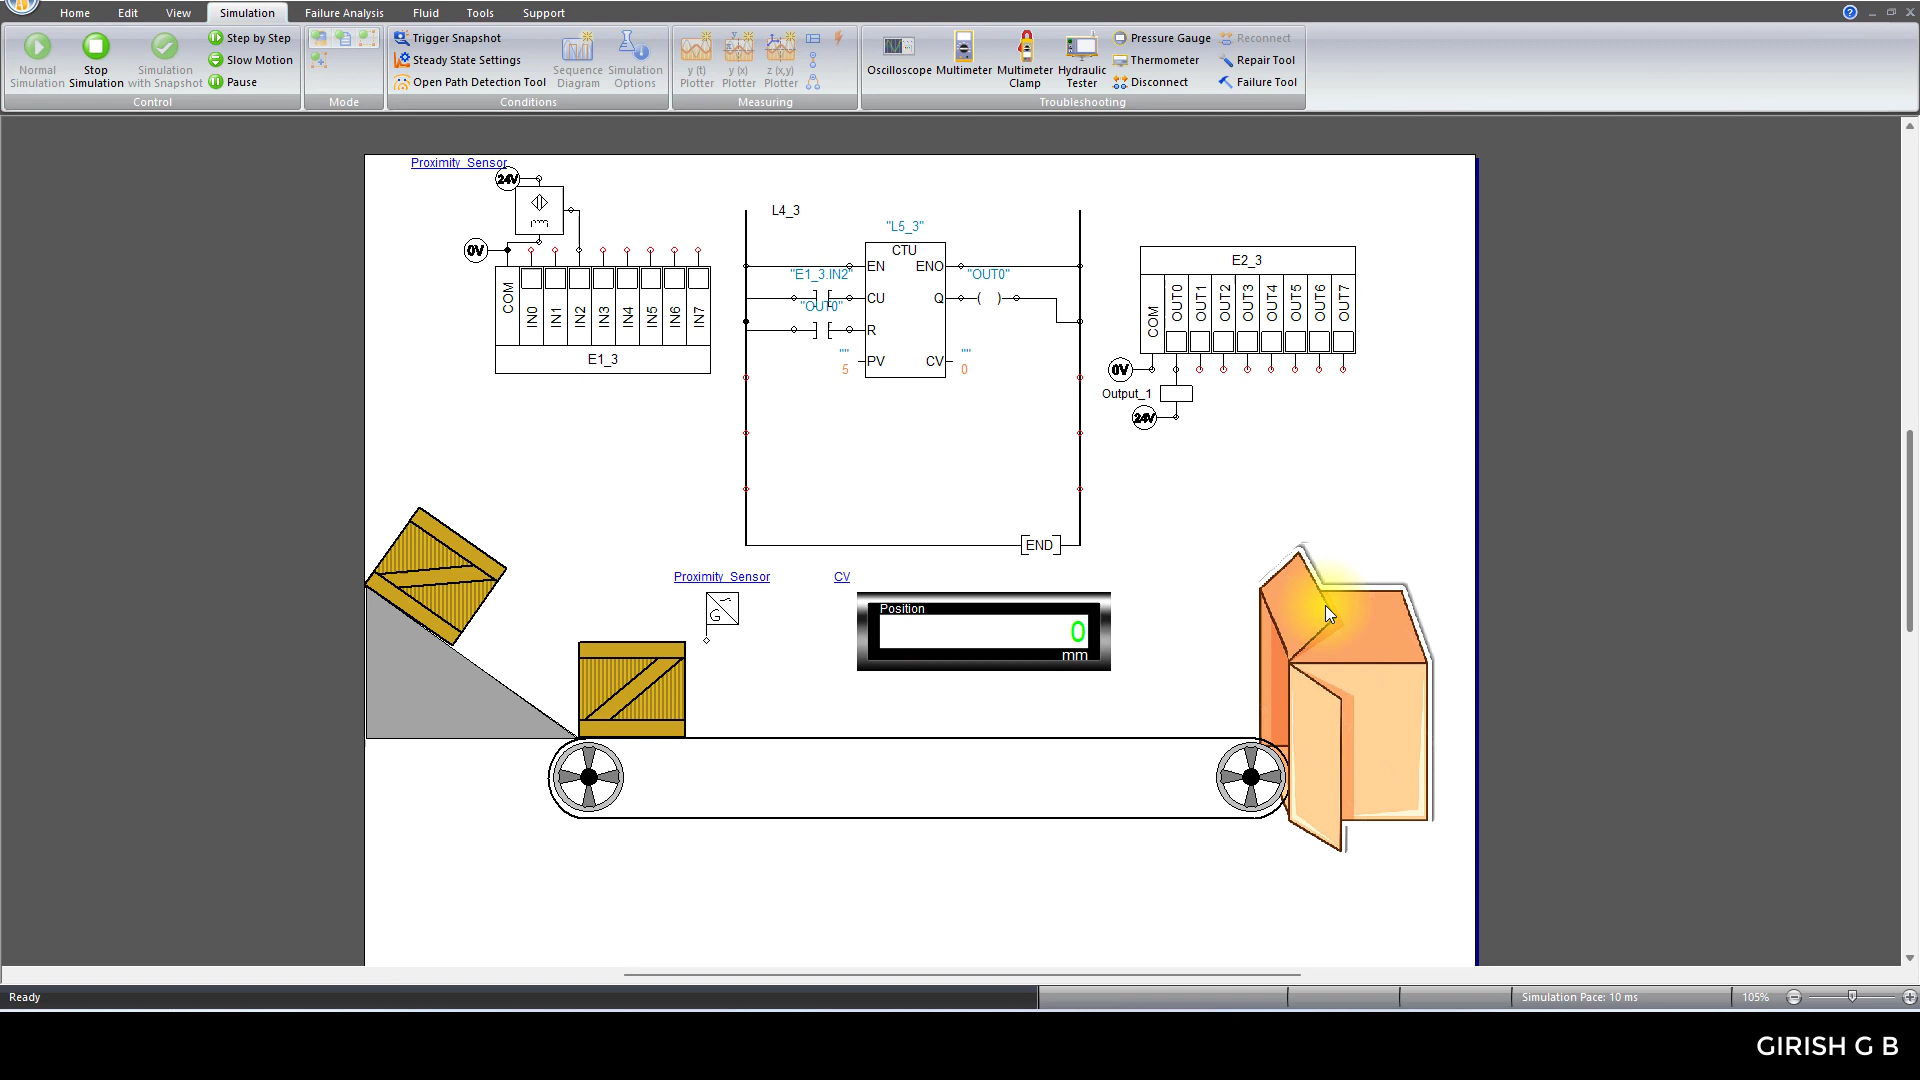 Home Edit View Simulation Failure Analysis Fluid Tools Support
Normal Simulation
Stop Simulation
Simulation with Snapshot
Step by Step
Slow Motion
Pause
Control
Mode
Trigger Snapshot
Steady State Settings
Open Path Detection Tool
Sequence Diagram
Simulation Options
Conditions
y (t) Plotter
y (x) Plotter
z (x,y) Plotter
Measuring
Oscilloscope
Multimeter
Multimeter Clamp
Hydraulic Tester
Pressure Gauge
Thermometer
Disconnect
Reconnect
Repair Tool
Failure Tool
Troubleshooting
Proximity_Sensor
24V
0V
COM IN0 IN1 IN2 IN3 IN4 IN5 IN6 IN7
E1_3
L4_3
"L5_3"
CTU
EN ENO
"E1_3.IN2" "OUT0"
CU Q
"OUT0"
R
"" ""
PV CV
5 0
END
E2_3
COM OUT0 OUT1 OUT2 OUT3 OUT4 OUT5 OUT6 OUT7
0V
Output_1
24V
Proximity_Sensor
CV
G
Position
0
mm
Ready
Simulation Pace: 10 ms
105%
GIRISH G B